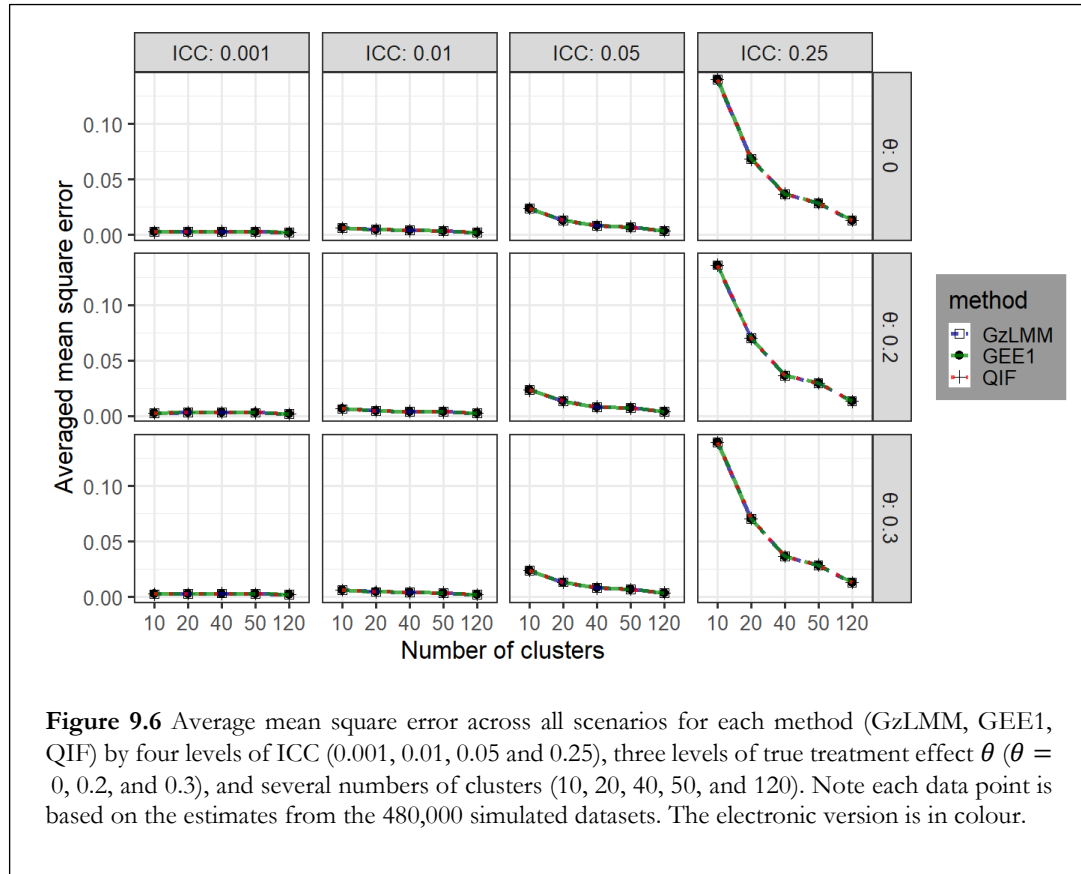 ICC: 0.001 ICC: 0.01 ICC: 0.05 ICC: 0.25
Averaged mean square error
0.10
0.05
0.00
θ: 0
0.10
0.05
0.00
θ: 0.2
0.10
0.05
0.00
θ: 0.3
method
GzLMM
GEE1
QIF
10 20 40 50 120 10 20 40 50 120 10 20 40 50 120 10 20 40 50 120
Number of clusters
Figure 9.6 Average mean square error across all scenarios for each method (GzLMM, GEE1,
QIF) by four levels of ICC (0.001, 0.01, 0.05 and 0.25), three levels of true treatment effect θ (θ =
0, 0.2, and 0.3), and several numbers of clusters (10, 20, 40, 50, and 120). Note each data point is
based on the estimates from the 480,000 simulated datasets. The electronic version is in colour.